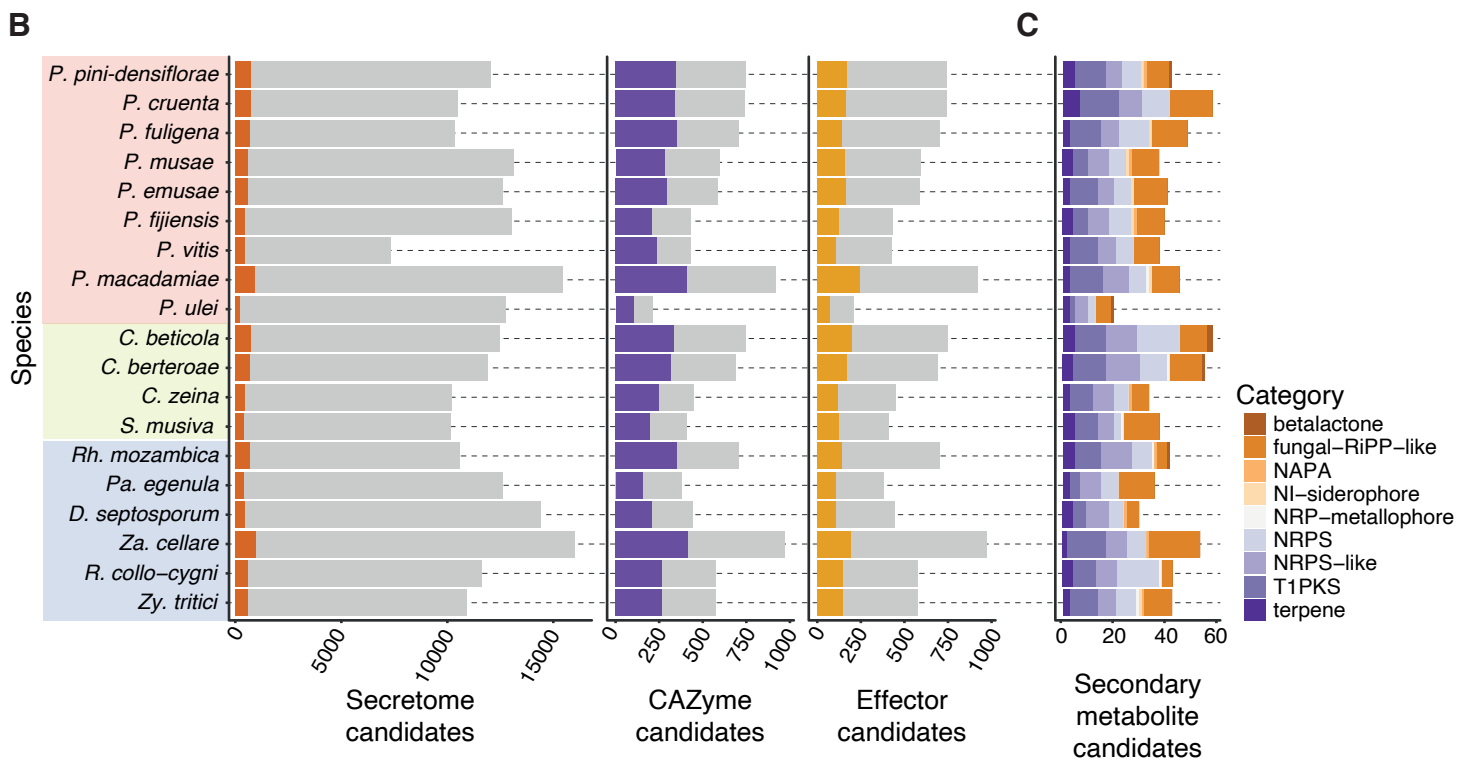 B
C
Species
P. pini-densiflorae
P. cruenta
P. fuligena
P. musae
P. emusae
P. fijiensis
P. vitis
P. macadamiae
P. ulei
C. beticola
C. berteroae
C. zeina
S. musiva
Rh. mozambica
Pa. egenula
D. septosporum
Za. cellare
R. collo−cygni
Zy. tritici
0
5000
10000
15000
Secretome
candidates
0
250
500
750
1000
CAZyme
candidates
0
250
500
750
1000
Effector
candidates
0
20
40
60
Secondary
metabolite
candidates
Category
betalactone
fungal−RiPP−like
NAPA
NI−siderophore
NRP−metallophore
NRPS
NRPS−like
T1PKS
terpene